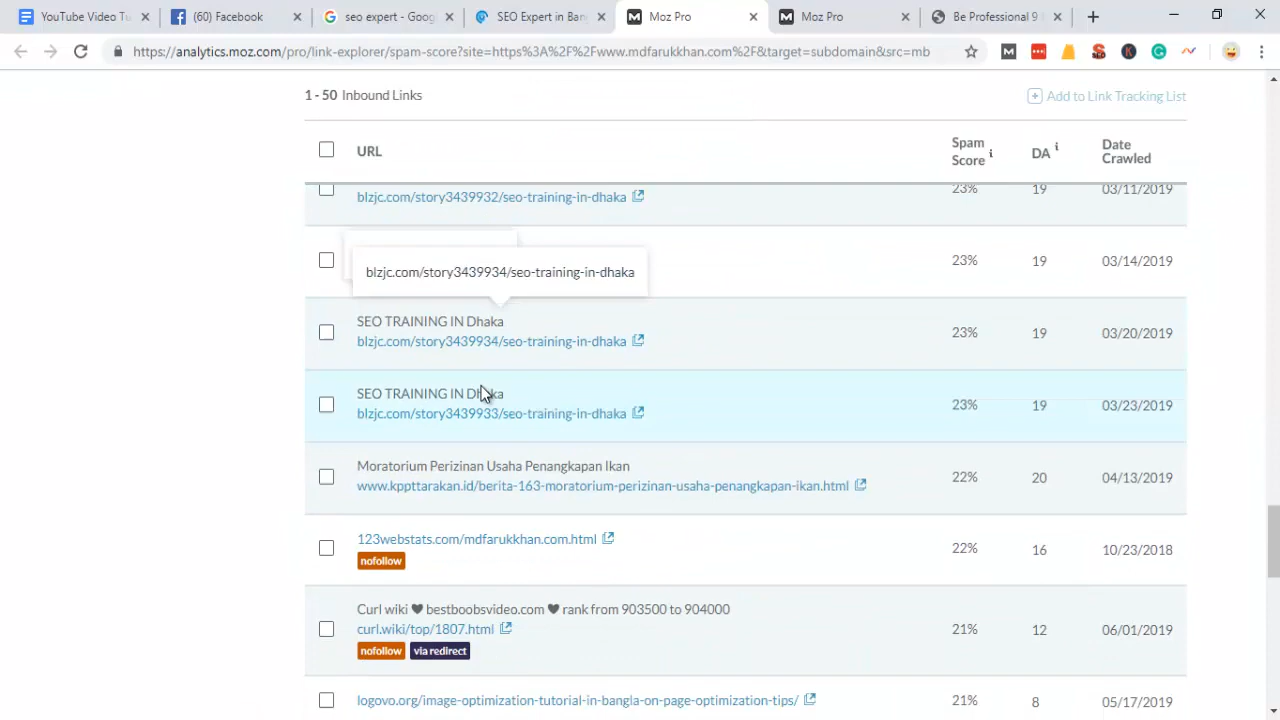 YouTube Video Tu
(60) Facebook
seo expert - Goog
SEO Expert in Ban
Moz Pro
Moz Pro
Be Professional 9
https://analytics.moz.com/pro/link-explorer/spam-score?site=https%3A%2F%2Fwww.mdfarukkhan.com%2F&target=subdomain&src=mb
1 - 50 Inbound Links
Add to Link Tracking List
URL
Spam Score
DA
Date Crawled
blzjc.com/story3439932/seo-training-in-dhaka
23%
19
03/11/2019
blzjc.com/story3439934/seo-training-in-dhaka
23%
19
03/14/2019
SEO TRAINING IN Dhaka
blzjc.com/story3439934/seo-training-in-dhaka
23%
19
03/20/2019
SEO TRAINING IN Dhaka
blzjc.com/story3439933/seo-training-in-dhaka
23%
19
03/23/2019
Moratorium Perizinan Usaha Penangkapan Ikan
www.kppttarakan.id/berita-163-moratorium-perizinan-usaha-penangkapan-ikan.html
22%
20
04/13/2019
123webstats.com/mdfarukkhan.com.html
nofollow
22%
16
10/23/2018
Curl wiki ♥ bestboobsvideo.com ♥ rank from 903500 to 904000
curl.wiki/top/1807.html
nofollow via redirect
21%
12
06/01/2019
logovo.org/image-optimization-tutorial-in-bangla-on-page-optimization-tips/
21%
8
05/17/2019